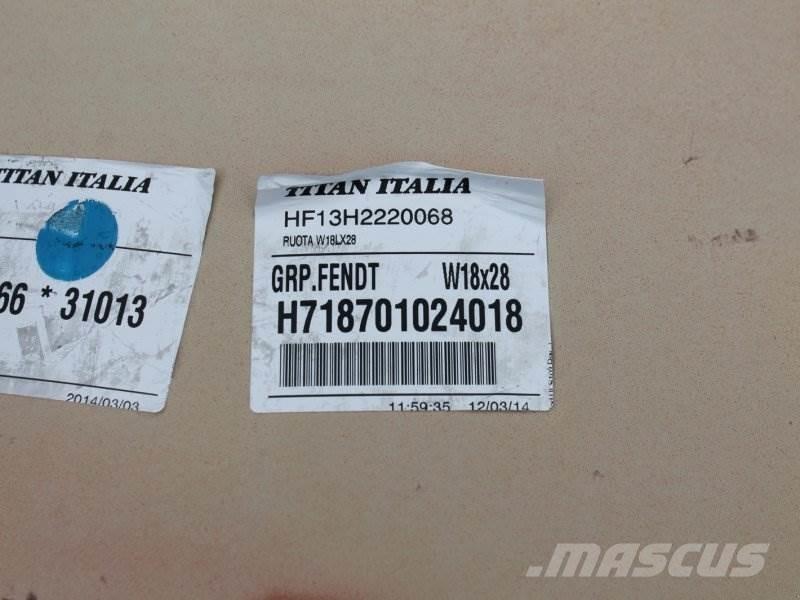 TITAN ITALIA
66 * 31013
2014/03/03
TITAN ITALIA
HF13H2220068
RUOTA W18LX28
GRP.FENDT W18x28
H718701024018
11:59:35 12/03/14
MASCUS